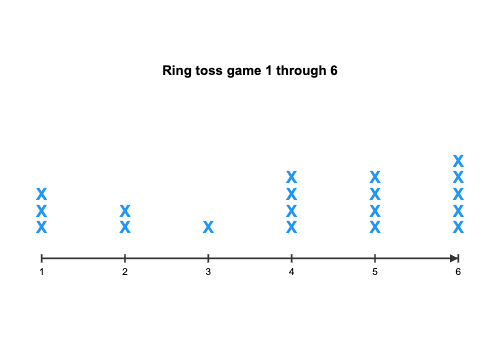 Ring toss game 1 through 6
X
X X X
X X X X
X X X X X
X X X X X X
1 2 3 4 5 6